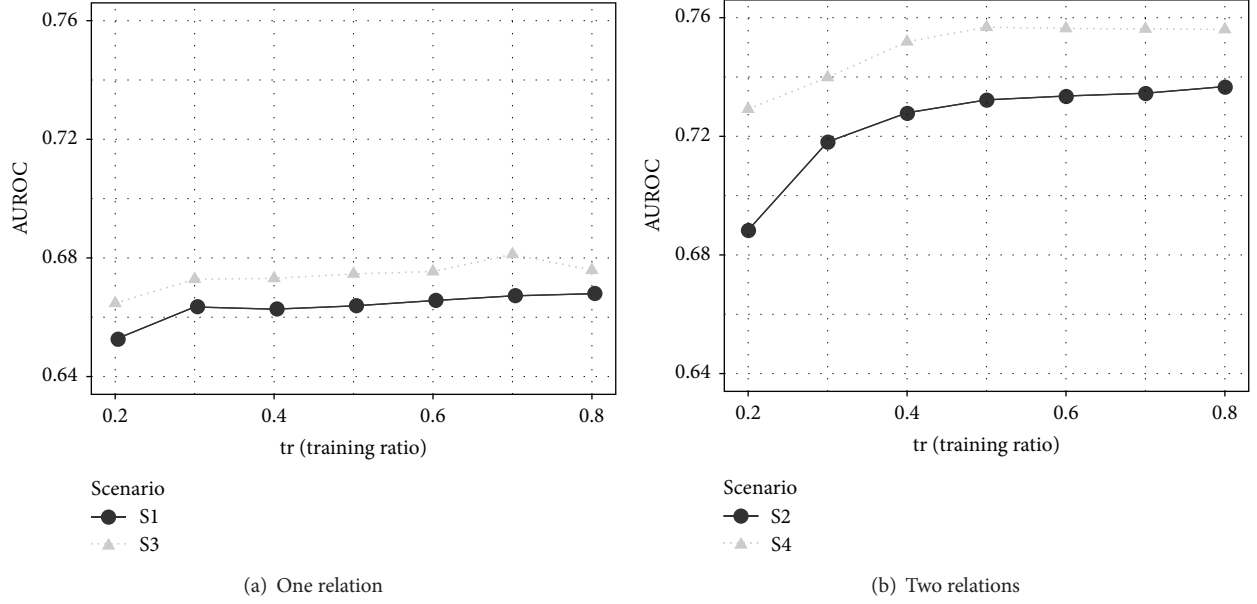 0.76
0.72
0.68
0.64
AUROC
0.2
0.4
0.6
0.8
tr (training ratio)
Scenario
S1
S3
(a) One relation
0.76
0.72
0.68
0.64
AUROC
0.2
0.4
0.6
0.8
tr (training ratio)
Scenario
S2
S4
(b) Two relations